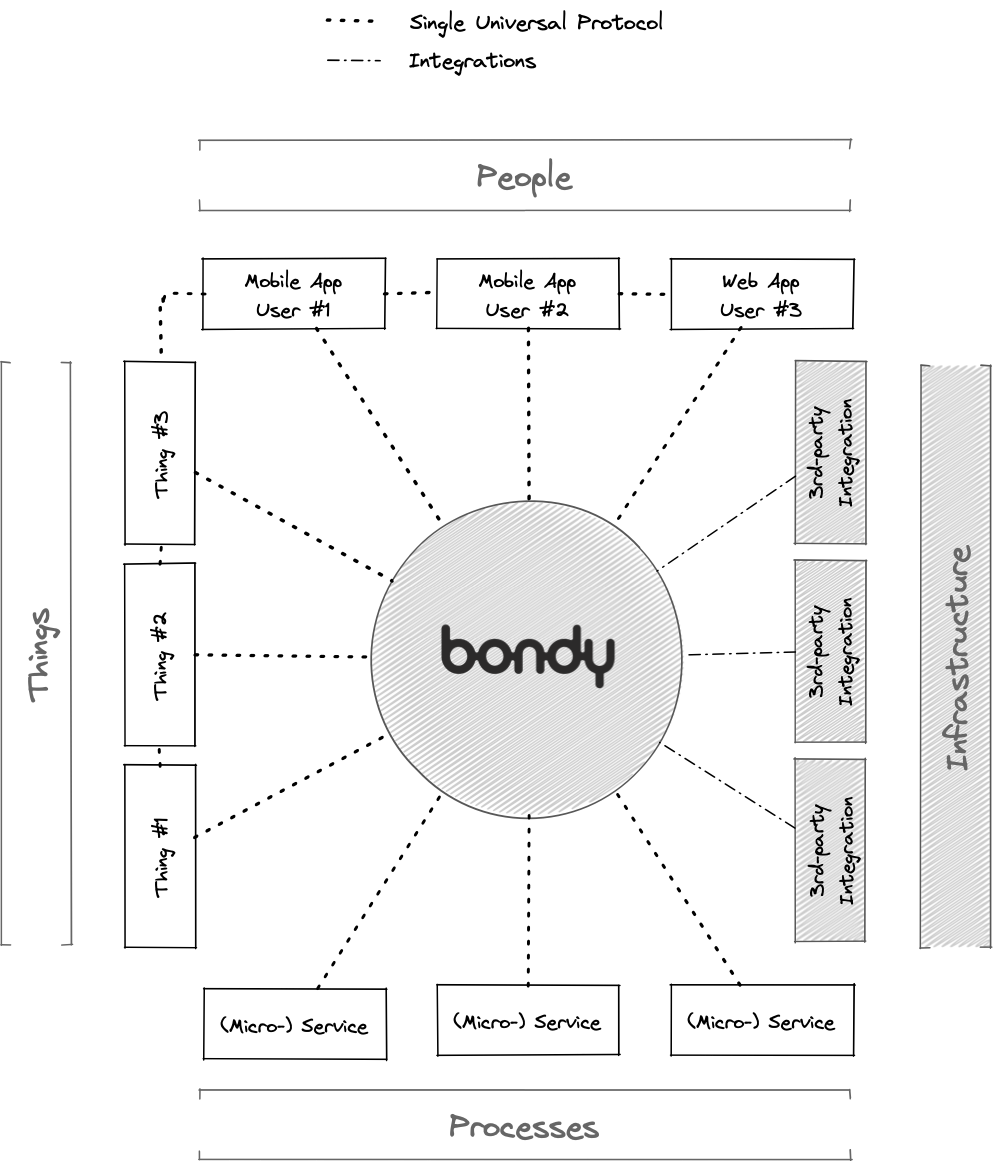 Single Universal Protocol
Integrations
People
Mobile App
User #1
Mobile App
User #2
Web App
User #3
Things
Thing #3
Thing #2
Thing #1
bondy
3rd-party
Integration
3rd-party
Integration
3rd-party
Integration
Infrastructure
(Micro-) Service
(Micro-) Service
(Micro-) Service
Processes